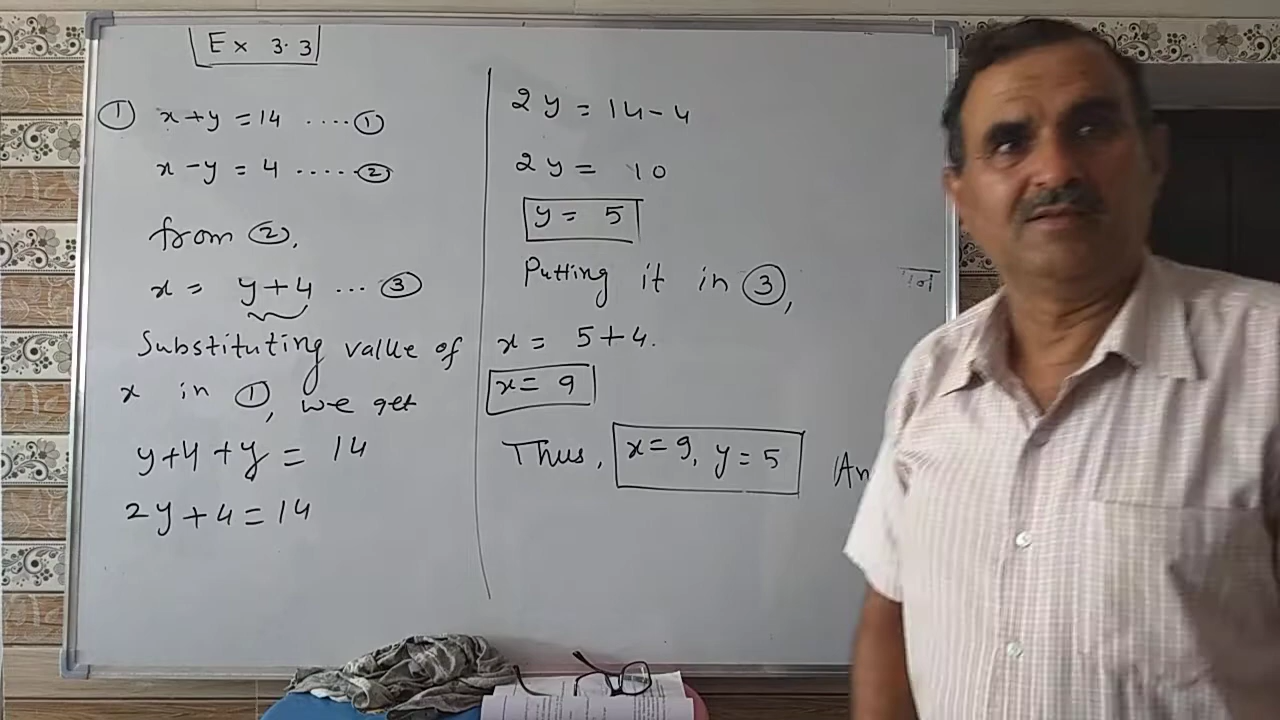 Ex 3.3
① x+y = 14 ....①
x-y = 4 .....②
from ②,
x = y+4 ... ③
Substituting value of
x in ①, we get
y+4+y = 14
2y+4 = 14
2y = 14-4
2y = 10
y = 5
Putting it in ③,
x = 5+4.
x = 9
Thus, x=9, y=5